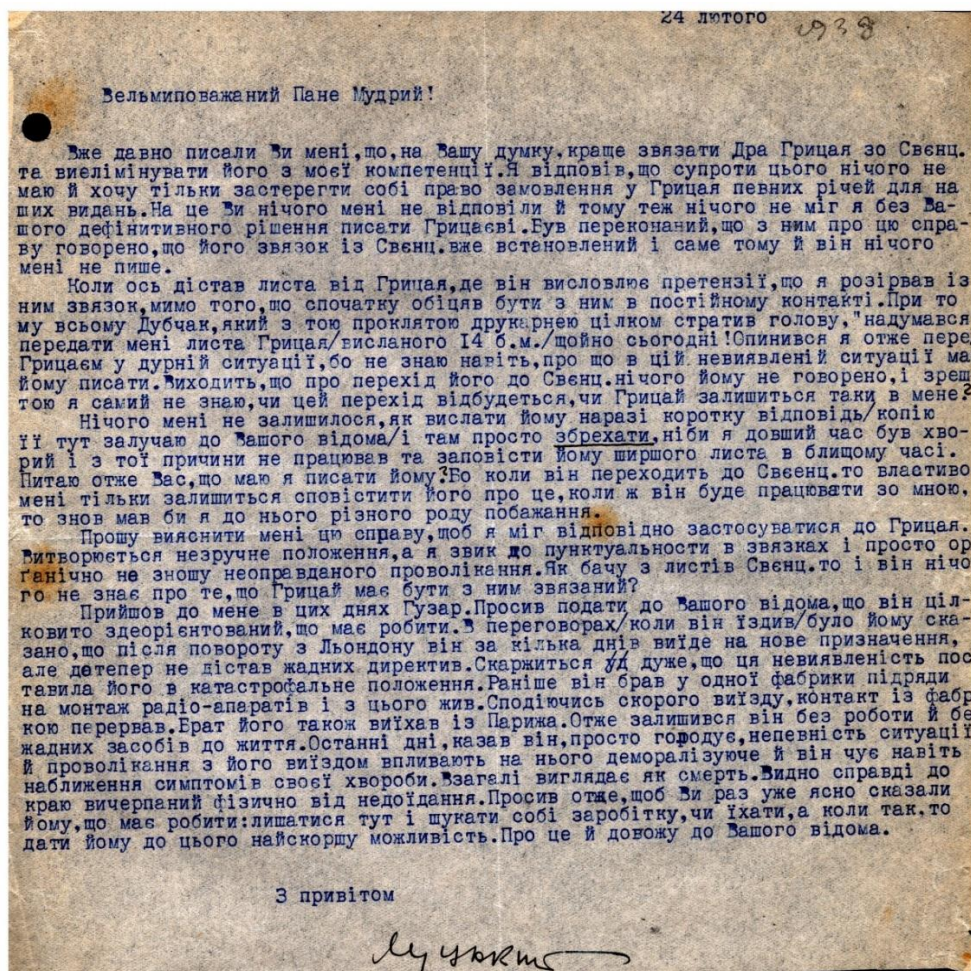 24 лютого 1938
Вельмиповажаний Пане Мудрий!
Вже давно писали Ви мені,що,на Вашу думку,краще звязати Дра Грицая зо Свєнц.
та виелімінувати його з моєї компетенції.Я відповів,що супроти цього нічого не
маю й хочу тільки застерегти собі право замовлення у Грицая певних річей для на
ших видань.На це Ви нічого мені не відповіли й тому теж нічого не міг я без Ва-
шого дефінитивного рішення писати Грицаєві.Був переконаний,що з ним про цю спра-
ву говорено,що його звязок із Свєнц.вже встановлений і саме тому й він нічого
мені не пише.
Коли ось дістав листа від Грицая,де він висловлює претензії,що я розірвав із
ним звязок,мимо того,що спочатку обіцяв бути з ним в постійному контакті.При то
му всьому Дубчак,який з тою проклятою друкарнею цілком стратив голову,"надумався
передати мені листа Грицая/висланого 14 б.м./щойно сьогодні!Опинився я отже перед
Грицаєм у дурній ситуації,бо не знаю навіть,про що в цій невиявленій ситуації ма
йому писати.Виходить,що про перехід його до Свєнц.нічого йому не говорено,і зреш
тою я самий не знаю,чи цей перехід відбудеться,чи Грицай залишиться таки в мене?
Нічого мені не залишилося,як вислати йому наразі коротку відповідь/копію
її тут залучаю до Вашого відома/і там просто збрехати,ніби я довший час був хво-
рий і з тої причини не працював та заповісти йому ширшого листа в блищому часі.
Питаю отже Вас,що маю я писати йому?Бо коли він переходить до Свєенц.то властиво
мені тільки залишиться сповістити його про це,коли ж він буде працювати зо мною,
то знов мав би я до нього різного роду побажання.
Прошу вияснити мені цю справу,щоб я міг відповідно застосуватися до Грицая.
Витворюється незручне положення,а я звик до пунктуальности в звязках і просто ор
ґанічно не зношу неоправданого проволікання.Як бачу з листів Свєнц.то і він нічо
го не знає про те,що Грицай має бути з ним звязаний?
Прийшов до мене в цих днях Гузар.Просив подати до Вашого відома,що він ціл-
ковито здеорієнтований,що має робити.В переговорах/коли він їздив/було йому ска-
зано,що після повороту з Льондону він за кілька днів виїде на нове призначення,
але дотепер не дістав жадних директив.Скаржиться дуже,що ця невиявленість пос
тавила його в катастрофальне положення.Раніше він брав у одної фабрики підряди
на монтаж радіо-апаратів і з цього жив.Сподіючись скорого виїзду,контакт із фабр
кою перервав.Брат його також виїхав із Парижа.Отже залишився він без роботи й бе
жадних засобів до життя.Останні дні,казав він,просто голодує,непевність ситуації
й проволікання з його виїздом впливають на нього деморалізуюче й він чує навіть
наближення симптомів своєї хвороби.Взагалі виглядає як смерть.Видно справді до
краю вичерпаний фізично від недоїдання.Просив отже,щоб Ви раз уже ясно сказали
йому,що має робити:лишатися тут і шукати собі заробітку,чи їхати,а коли так,то
дати йому до цього найскоршу можливість.Про це й довожу до Вашого відома.
З привітом